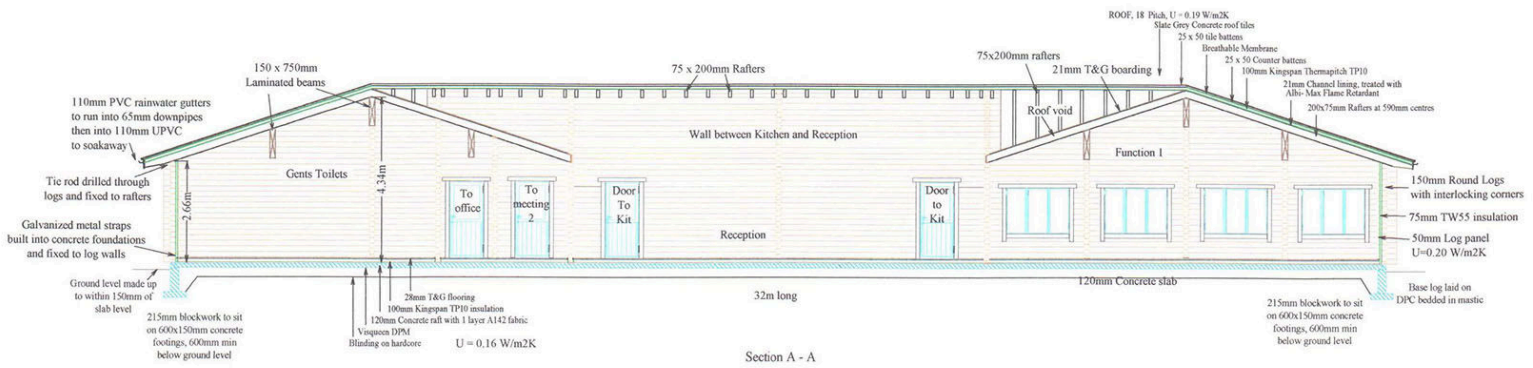 ROOF, 18 Pitch, U = 0.19 W/m2K
Slate Grey Concrete roof tiles
25 x 50 tile battens
Breathable Membrane
25 x 50 Counter battens
100mm Kingspan Thermapitch TP10
21mm Channel lining, treated with
Albi- Max Flame Retardant
200x75mm Rafters at 590mm centres
75x200mm rafters
21mm T&G boarding
Roof void
75 x 200mm Rafters
150 x 750mm
Laminated beams
110mm PVC rainwater gutters
to run into 65mm downpipes
then into 110mm UPVC
to soakaway
Tie rod drilled through
logs and fixed to rafters
Galvanized metal straps
built into concrete foundations
and fixed to log walls
Ground level made up
to within 150mm of
slab level
2.66m
4.34m
Gents Toilets
To
office
To
meeting
2
Door
To
Kit
Wall between Kitchen and Reception
Reception
Door
to
Kit
Function 1
150mm Round Logs
with interlocking corners
75mm TW55 insulation
50mm Log panel
U=0.20 W/m2K
Base log laid on
DPC bedded in mastic
120mm Concrete slab
32m long
28mm T&G flooring
100mm Kingspan TP10 insulation
120mm Concrete raft with 1 layer A142 fabric
Visqueen DPM
Blinding on hardcore
U = 0.16 W/m2K
215mm blockwork to sit
on 600x150mm concrete
footings, 600mm min
below ground level
215mm blockwork to sit
on 600x150mm concrete
footings, 600mm min
below ground level
Section A - A